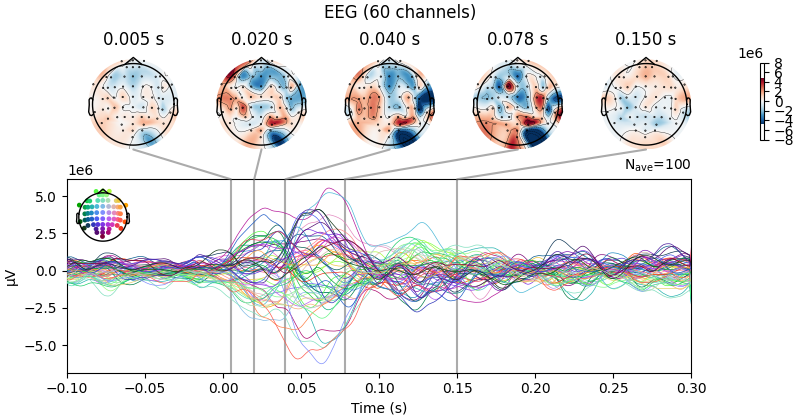 EEG (60 channels)
0.005 s 0.020 s 0.040 s 0.078 s 0.150 s
1e6
8
6
4
2
0
−2
−4
−6
−8
N_ave=100
1e6
5.0
2.5
0.0
−2.5
−5.0
µV
−0.10 −0.05 0.00 0.05 0.10 0.15 0.20 0.25 0.30
Time (s)